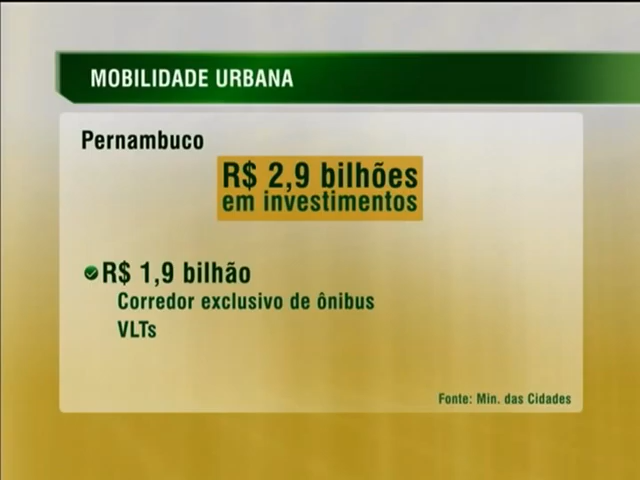 MOBILIDADE URBANA
Pernambuco
R$ 2,9 bilhões
em investimentos
R$ 1,9 bilhão
Corredor exclusivo de ônibus
VLTs
Fonte: Min. das Cidades